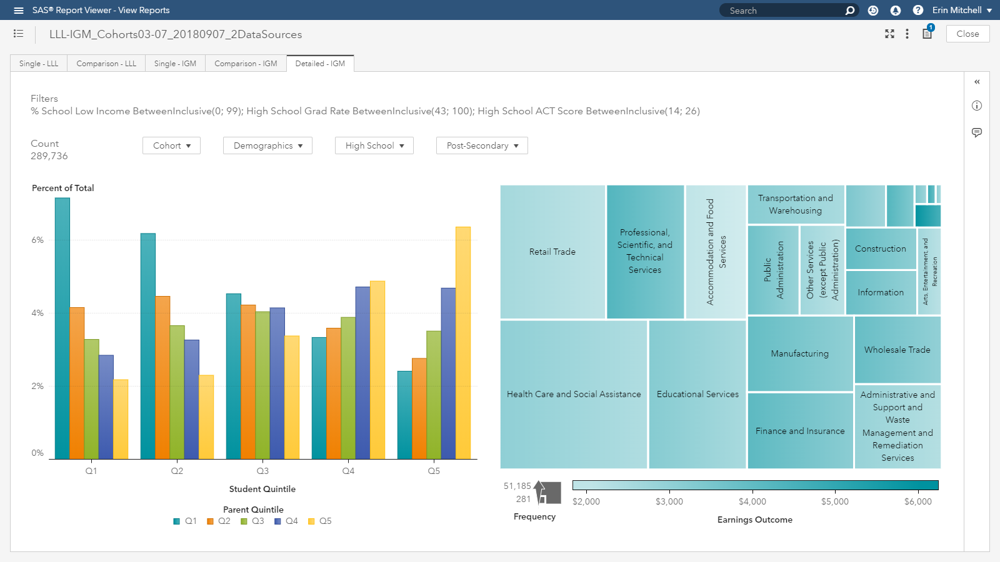 SAS® Report Viewer - View Reports
Search
Erin Mitchell
LLL-IGM_Cohorts03-07_20180907_2DataSources
1
Close
Single - LLL
Comparison - LLL
Single - IGM
Comparison - IGM
Detailed - IGM
Filters
% School Low Income BetweenInclusive(0; 99); High School Grad Rate BetweenInclusive(43; 100); High School ACT Score BetweenInclusive(14; 26)
Count
289,736
Cohort
Demographics
High School
Post-Secondary
Percent of Total
6%
4%
2%
0%
Q1
Q2
Q3
Q4
Q5
Student Quintile
Parent Quintile
Q1
Q2
Q3
Q4
Q5
Retail Trade
Professional,
Scientific, and
Technical
Services
Accommodation and Food
Services
Transportation and
Warehousing
Public
Administration
Other Services
(except Public
Administration)
Construction
Information
Arts, Entertainment, and
Recreation
Health Care and Social Assistance
Educational Services
Manufacturing
Wholesale Trade
Finance and Insurance
Administrative and
Support and
Waste
Management and
Remediation
Services
51,185
281
Frequency
$2,000
$3,000
$4,000
$5,000
$6,000
Earnings Outcome